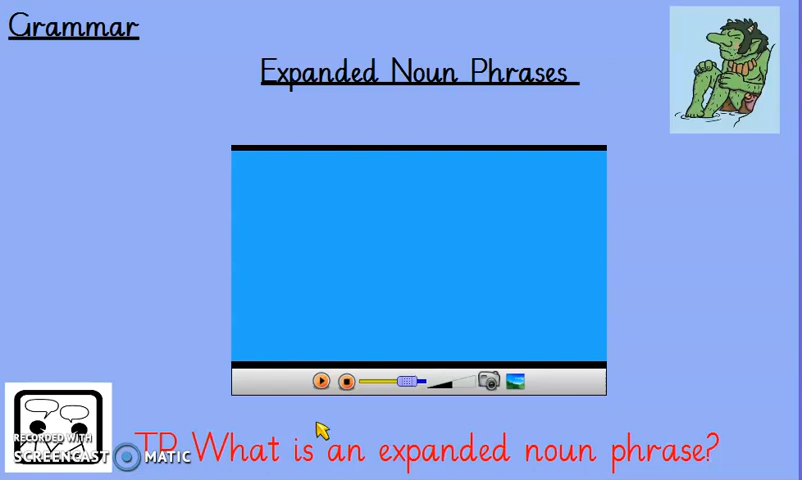 Grammar
Expanded Noun Phrases
RECORDED WITH
SCREENCAST MATIC
TP What is an expanded noun phrase?